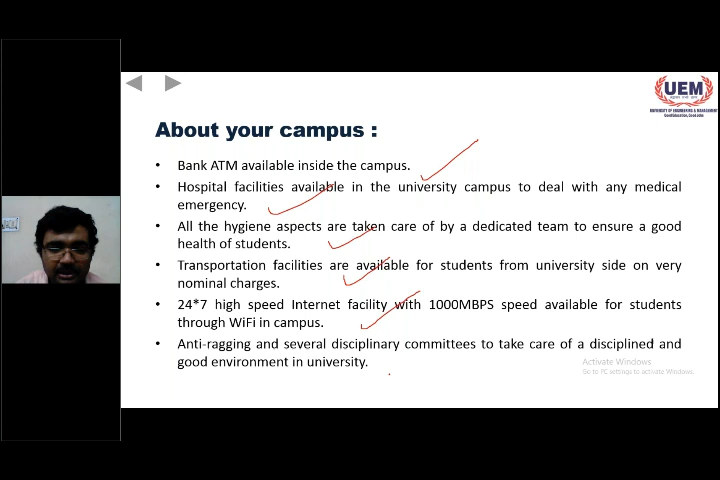 UEM
UNIVERSITY OF ENGINEERING & MANAGEMENT
About your campus :
• Bank ATM available inside the campus.
• Hospital facilities available in the university campus to deal with any medical
emergency.
• All the hygiene aspects are taken care of by a dedicated team to ensure a good
health of students.
• Transportation facilities are available for students from university side on very
nominal charges.
• 24*7 high speed Internet facility with 1000MBPS speed available for students
through WiFi in campus.
• Anti-ragging and several disciplinary committees to take care of a disciplined and
good environment in university.
Activate Windows
Go to PC settings to activate Windows.